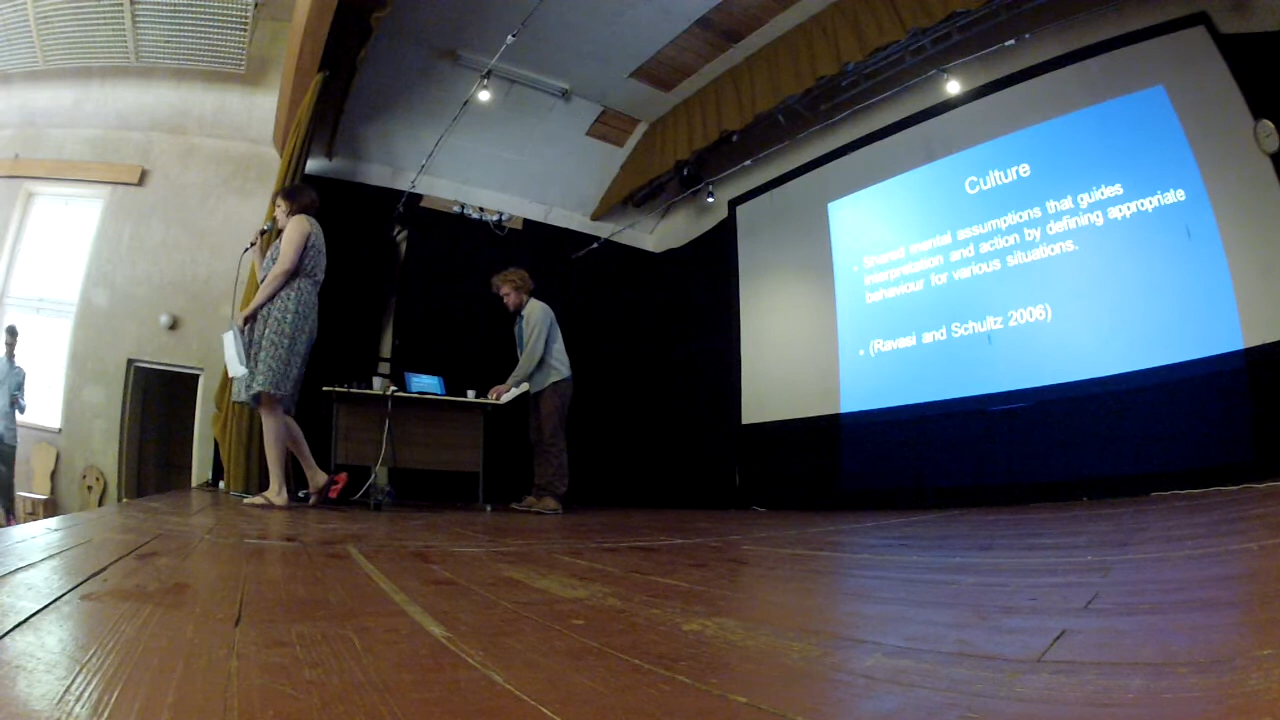 Culture
Shared mental assumptions that guides
interpretation and action by defining appropriate
behaviour for various situations.
(Ravasi and Schultz 2006)